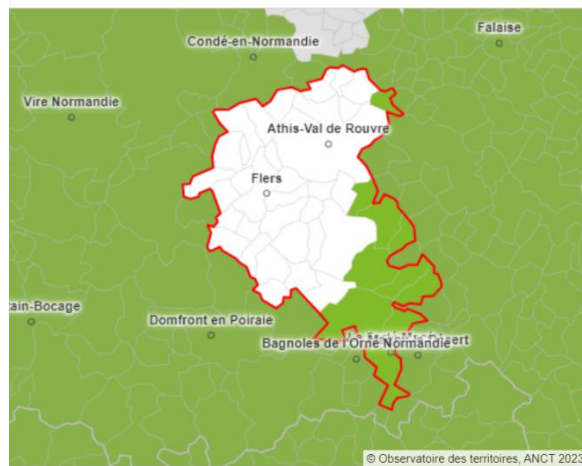 Condé-en-Normandie
Falaise
Vire Normandie
Athis-Val de Rouvre
Flers
tain-Bocage
Domfront en Poiraie
Bagnoles de l'Orne Normandie
© Observatoire des territoires, ANCT 2023